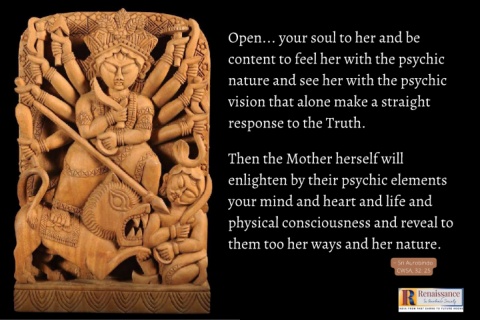 Open... your soul to her and be
content to feel her with the psychic
nature and see her with the psychic
vision that alone make a straight
response to the Truth.
Then the Mother herself will
enlighten by their psychic elements
your mind and heart and life and
physical consciousness and reveal to
them too her ways and her nature.
- Sri Aurobindo
CWSA, 32: 25
Renaissance
Sri Aurobindo Society